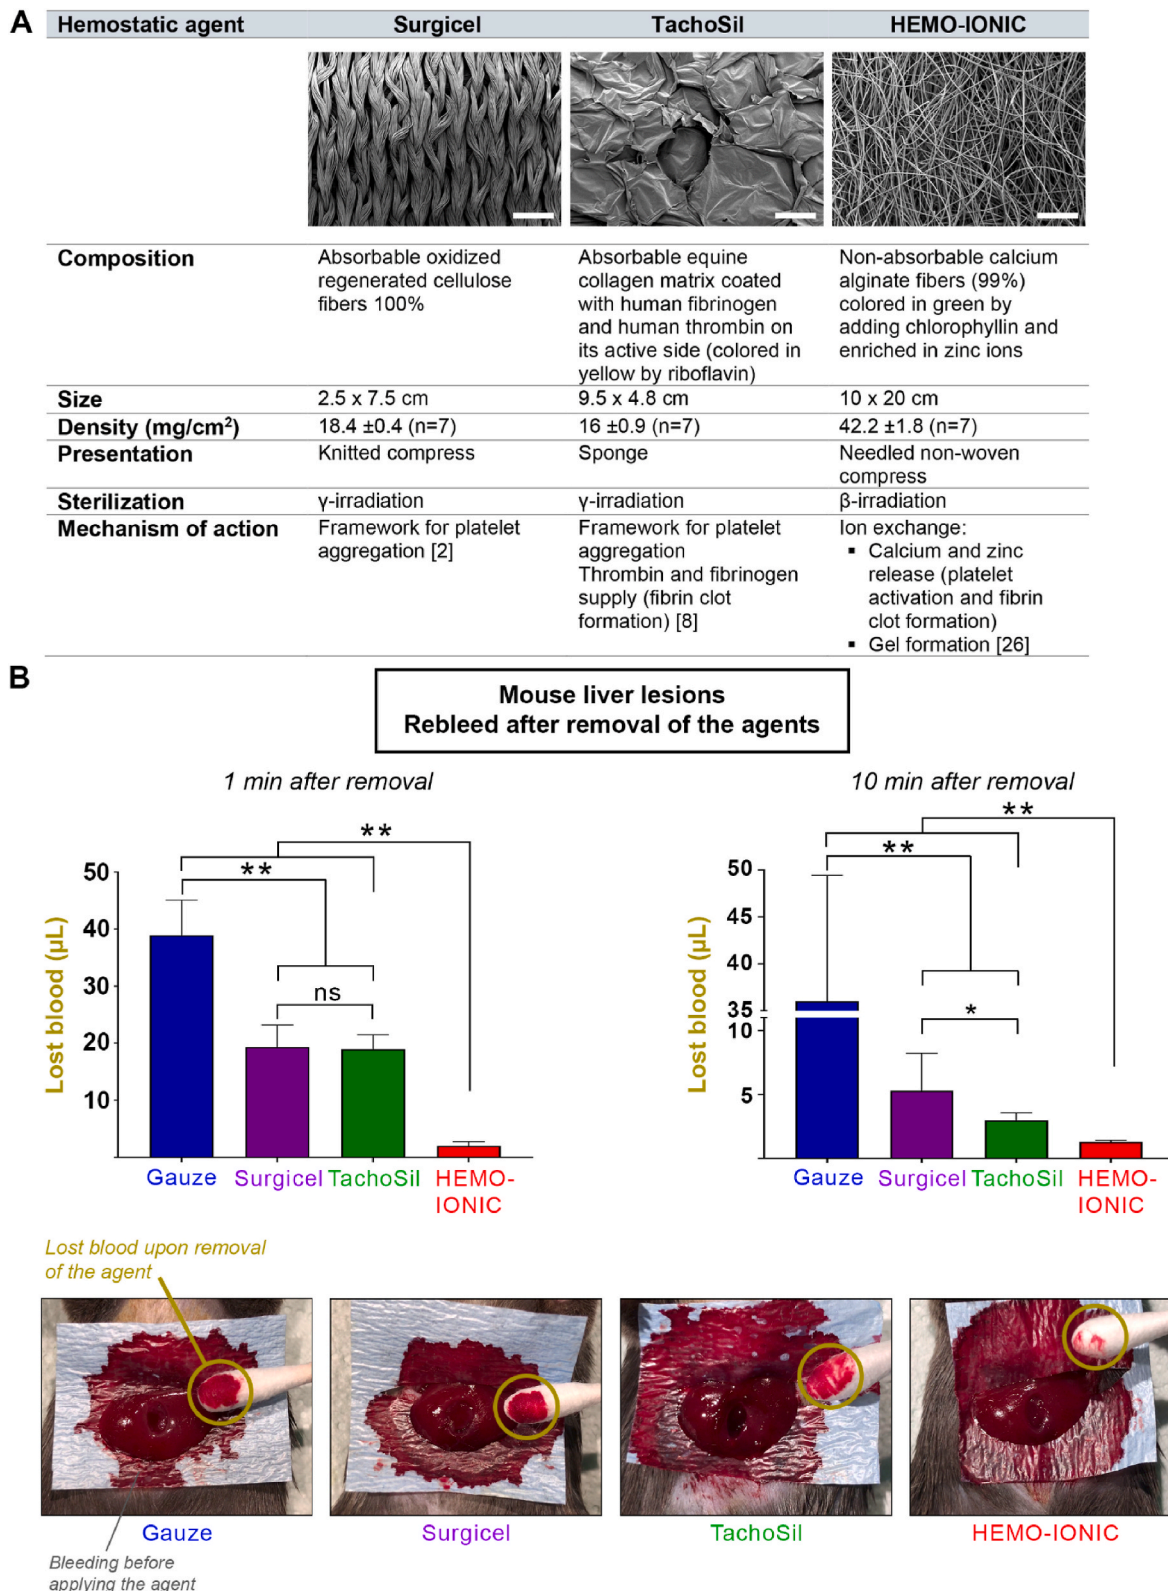 A
Hemostatic agent Surgicel TachoSil HEMO-IONIC
Composition
Absorbable oxidized
regenerated cellulose
fibers 100%
Absorbable equine
collagen matrix coated
with human fibrinogen
and human thrombin on
its active side (colored in
yellow by riboflavin)
Non-absorbable calcium
alginate fibers (99%)
colored in green by
adding chlorophyllin and
enriched in zinc ions
Size 2.5 x 7.5 cm 9.5 x 4.8 cm 10 x 20 cm
Density (mg/cm²) 18.4 ±0.4 (n=7) 16 ±0.9 (n=7) 42.2 ±1.8 (n=7)
Presentation Knitted compress Sponge Needled non-woven
compress
Sterilization γ-irradiation γ-irradiation β-irradiation
Mechanism of action
Framework for platelet
aggregation [2]
Framework for platelet
aggregation
Thrombin and fibrinogen
supply (fibrin clot
formation) [8]
Ion exchange:
▪ Calcium and zinc
release (platelet
activation and fibrin
clot formation)
▪ Gel formation [26]
B
Mouse liver lesions
Rebleed after removal of the agents
1 min after removal
**
**
ns
50
40
30
20
10
Lost blood (µL)
Gauze Surgicel TachoSil HEMO-
IONIC
10 min after removal
**
**
*
50
45
40
35
10
5
Lost blood (µL)
Gauze Surgicel TachoSil HEMO-
IONIC
Lost blood upon removal
of the agent
Gauze Surgicel TachoSil HEMO-IONIC
Bleeding before
applying the agent